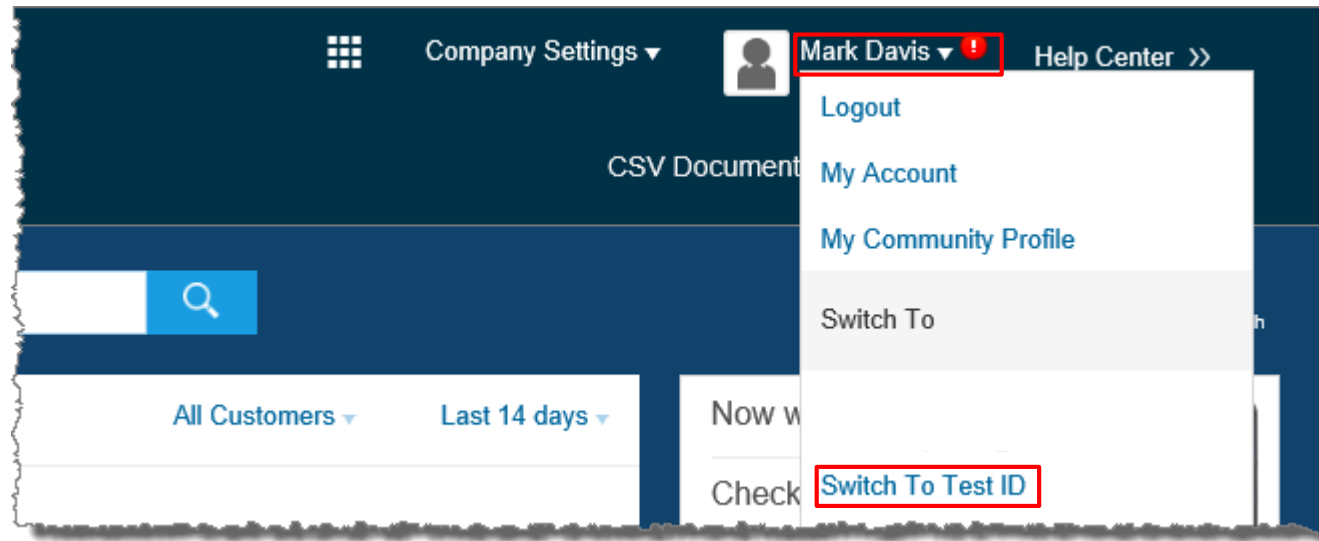 Company Settings
Mark Davis
Help Center >>
Logout
CSV Document
My Account
My Community Profile
Switch To
h
All Customers
Last 14 days
Now w
Check
Switch To Test ID